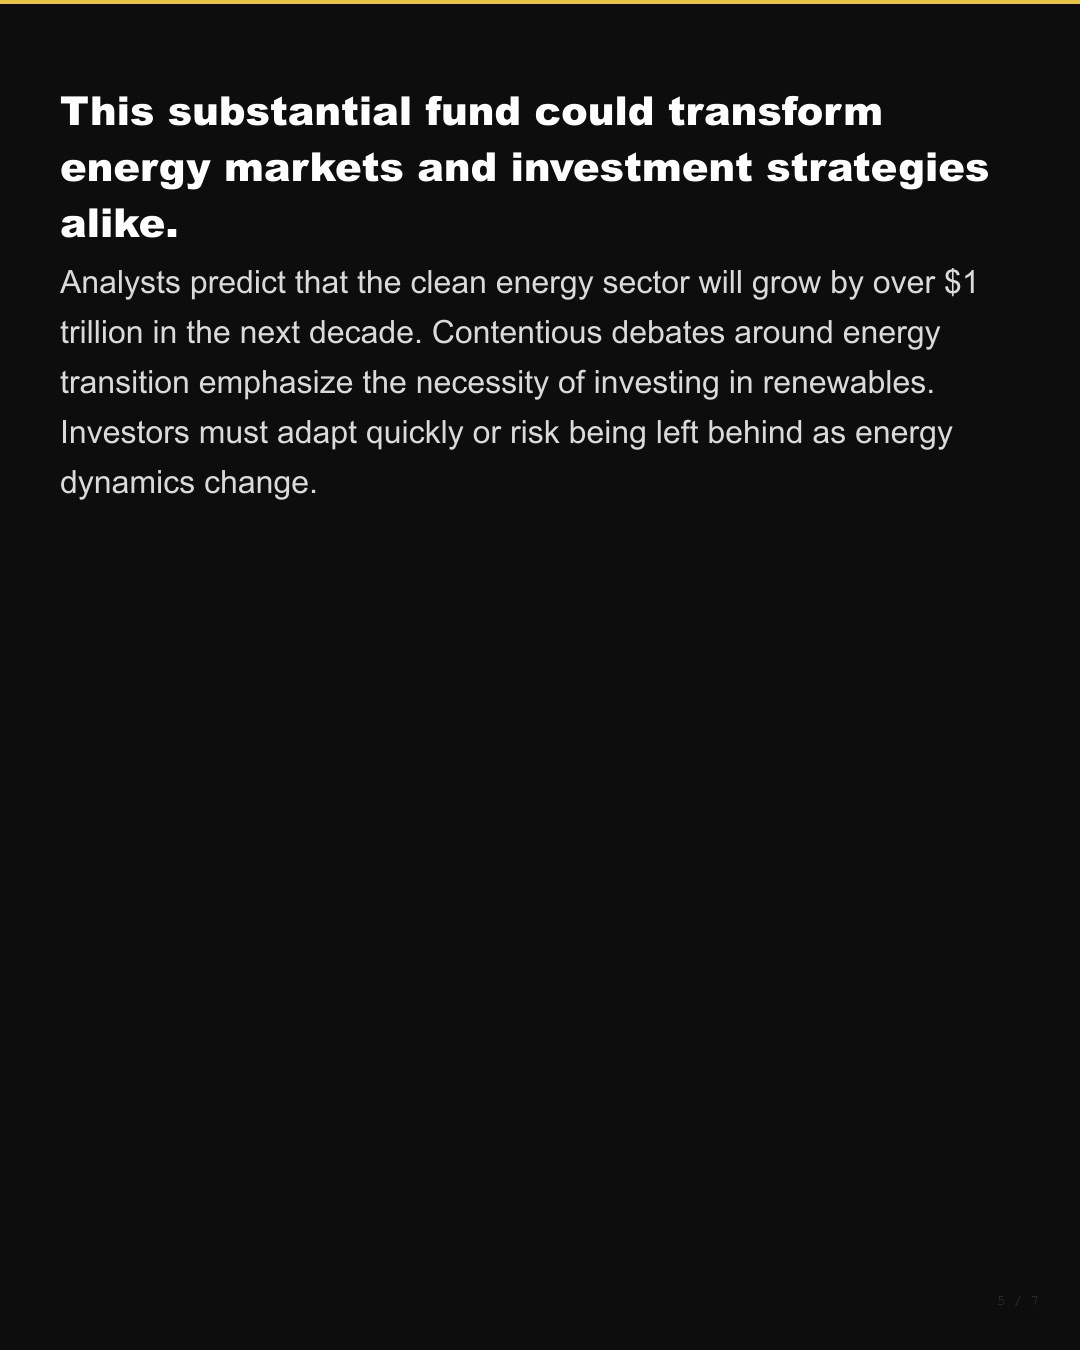 This substantial fund could transform
energy markets and investment strategies
alike.
Analysts predict that the clean energy sector will grow by over $1
trillion in the next decade. Contentious debates around energy
transition emphasize the necessity of investing in renewables.
Investors must adapt quickly or risk being left behind as energy
dynamics change.
5 / 7